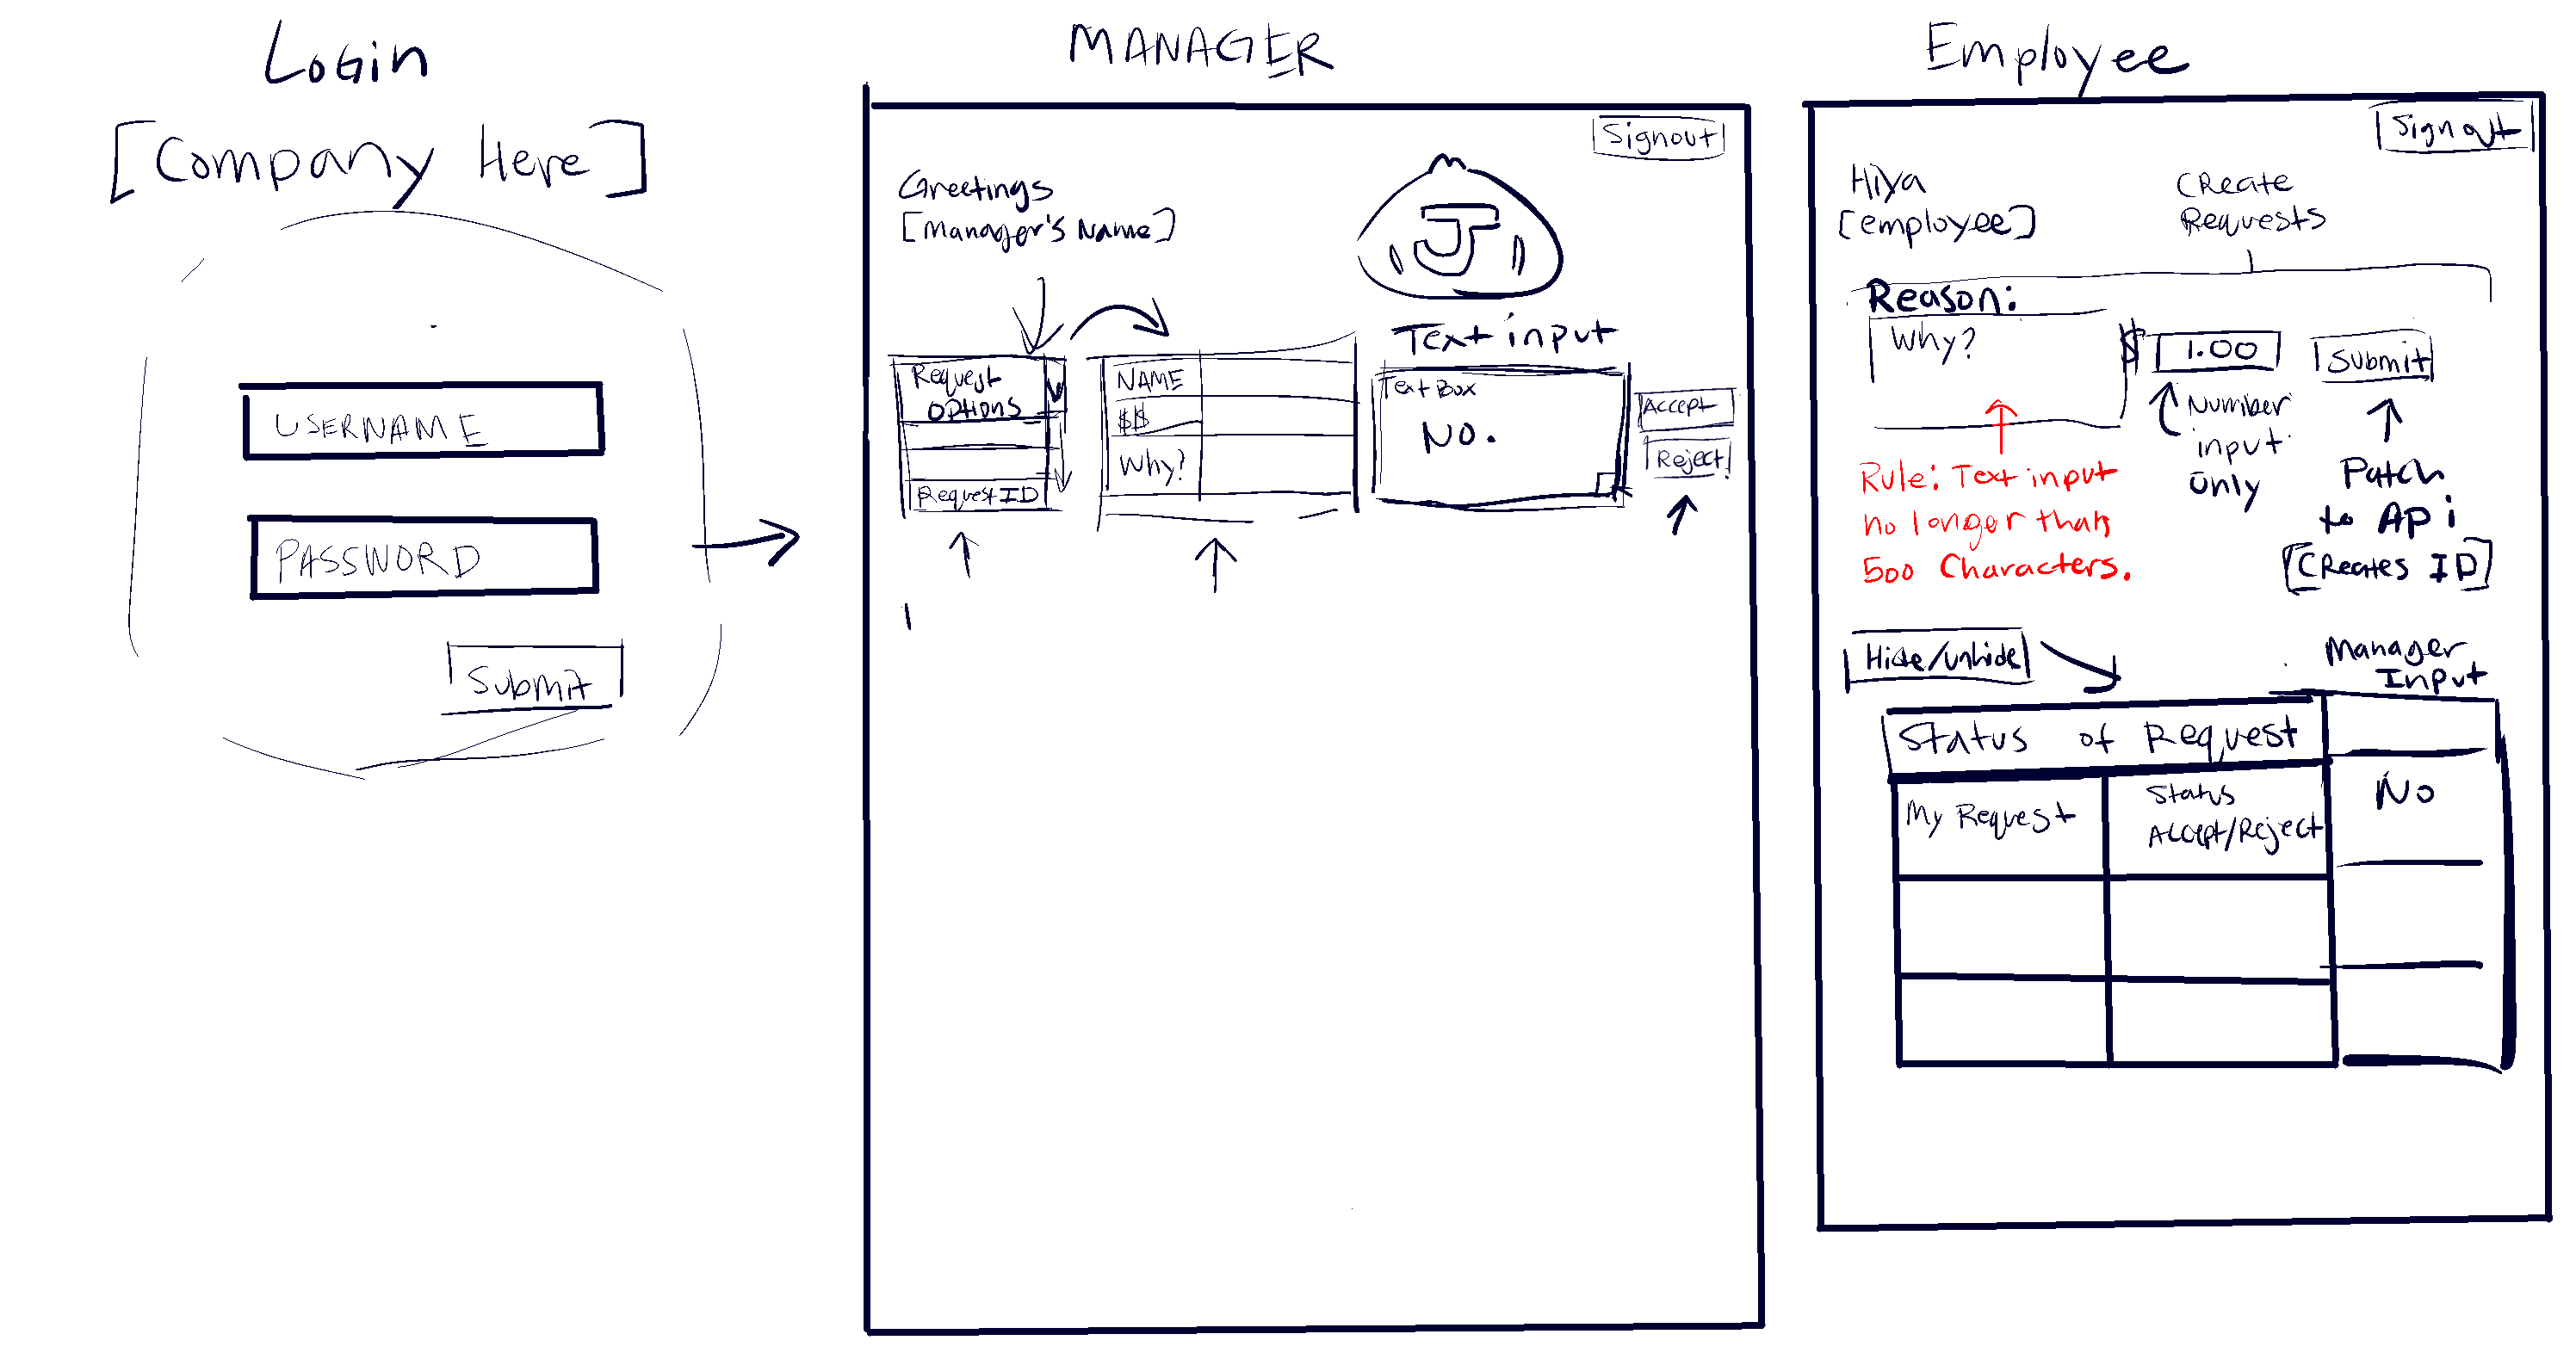 Login
[Company Here]
USERNAME
PASSWORD
Submit
MANAGER
Signout
Greetings
[Manager's Name]
J
Request
options
Request ID
NAME
$$
Why?
Text input
Text Box
No.
Accept
Reject
Employee
Signout
Hiya
[employee]
Create
Requests
Reason:
Why?
$ 1.00
Submit
Number
input
only
Rule: Text input
no longer than
500 Characters.
Patch
to APi
[Creates ID]
Hide/Unhide
Manager
Input
Status of Request
My Request
Status
Accept/Reject
No